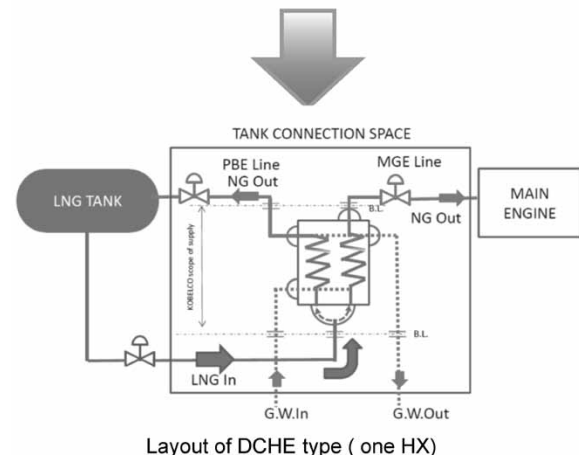 TANK CONNECTION SPACE
PBE Line
NG Out
MGE Line
LNG TANK
B.L.
NG Out
MAIN
ENGINE
KOBELCO scope of supply
B.L.
LNG In
G.W.In
G.W.Out
Layout of DCHE type ( one HX)